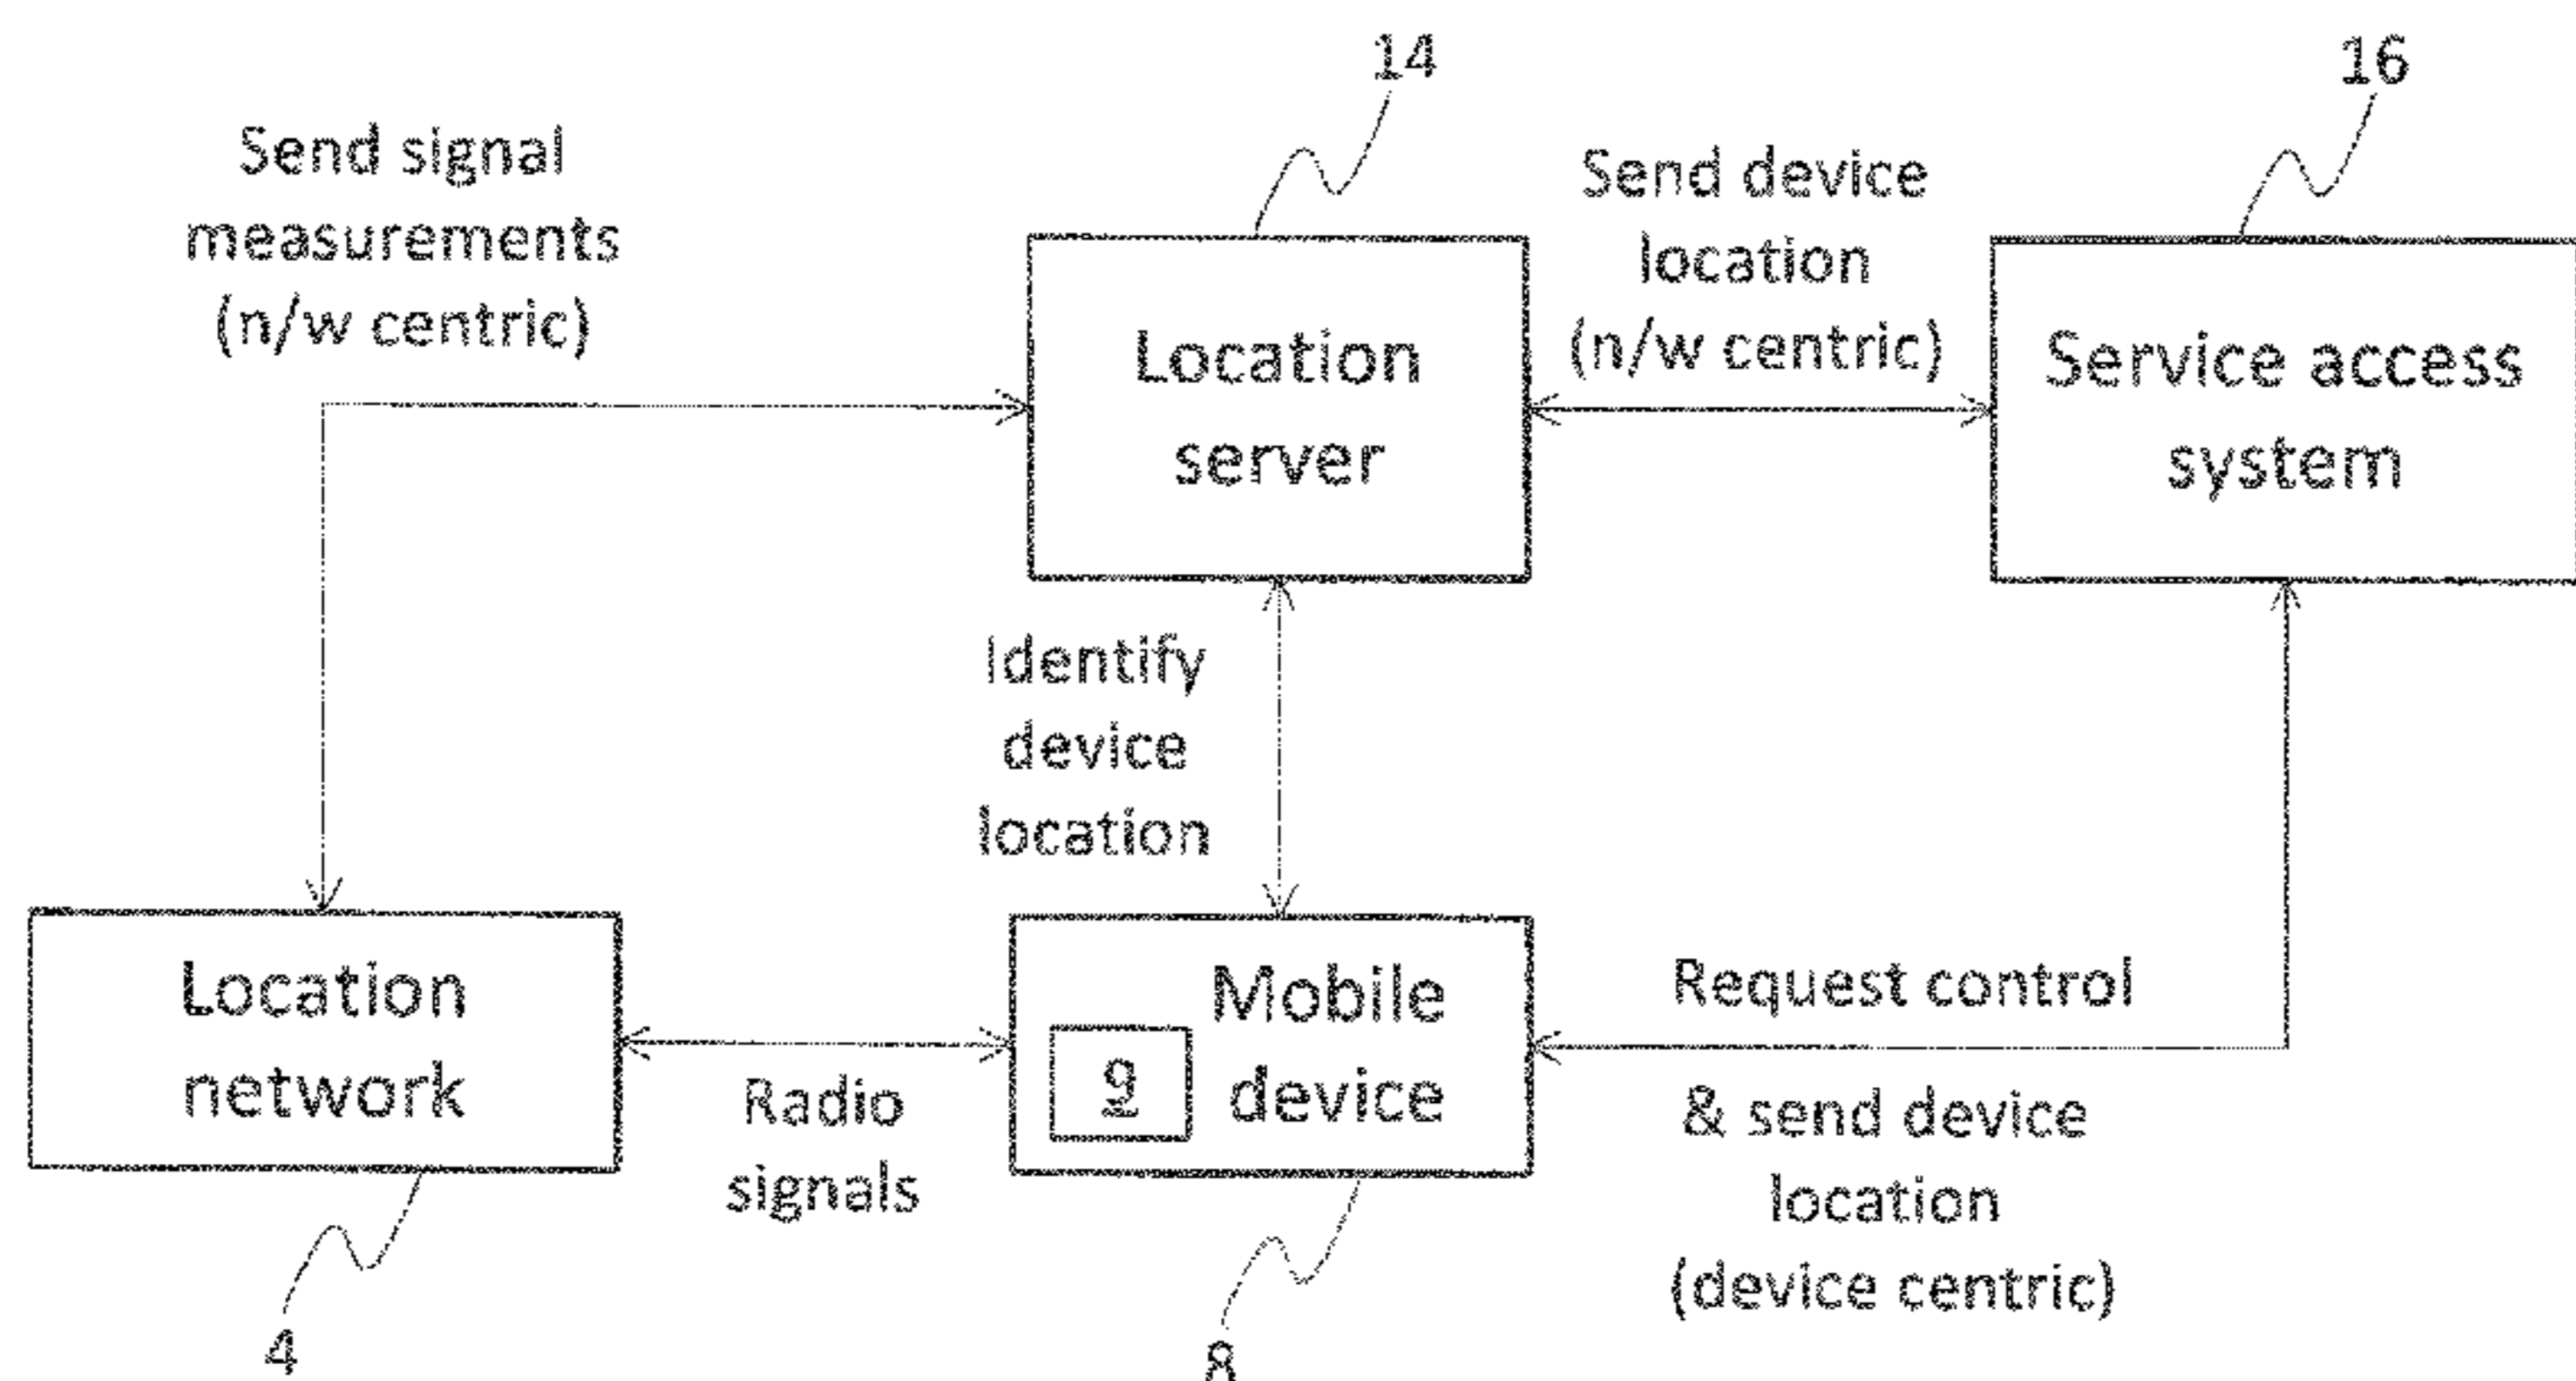 14
16
Send signal
measurements
(n/w centric)
Send device
location
(n/w centric)
Location
server
Service access
system
Identify
device
location
Location
network
Radio
signals
Mobile
device
9
Request control
& send device
location
(device centric)
4
8